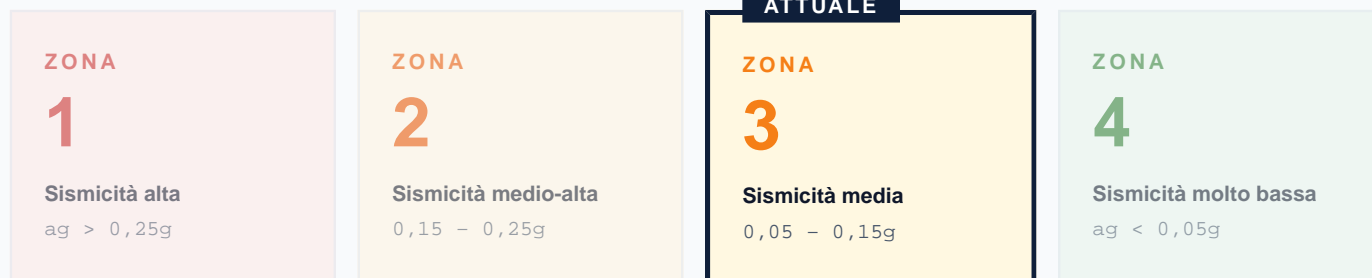 ZONA
1
Sismicità alta
ag > 0,25g
ZONA
2
Sismicità medio-alta
0,15 – 0,25g
ATTUALE
ZONA
3
Sismicità media
0,05 – 0,15g
ZONA
4
Sismicità molto bassa
ag < 0,05g